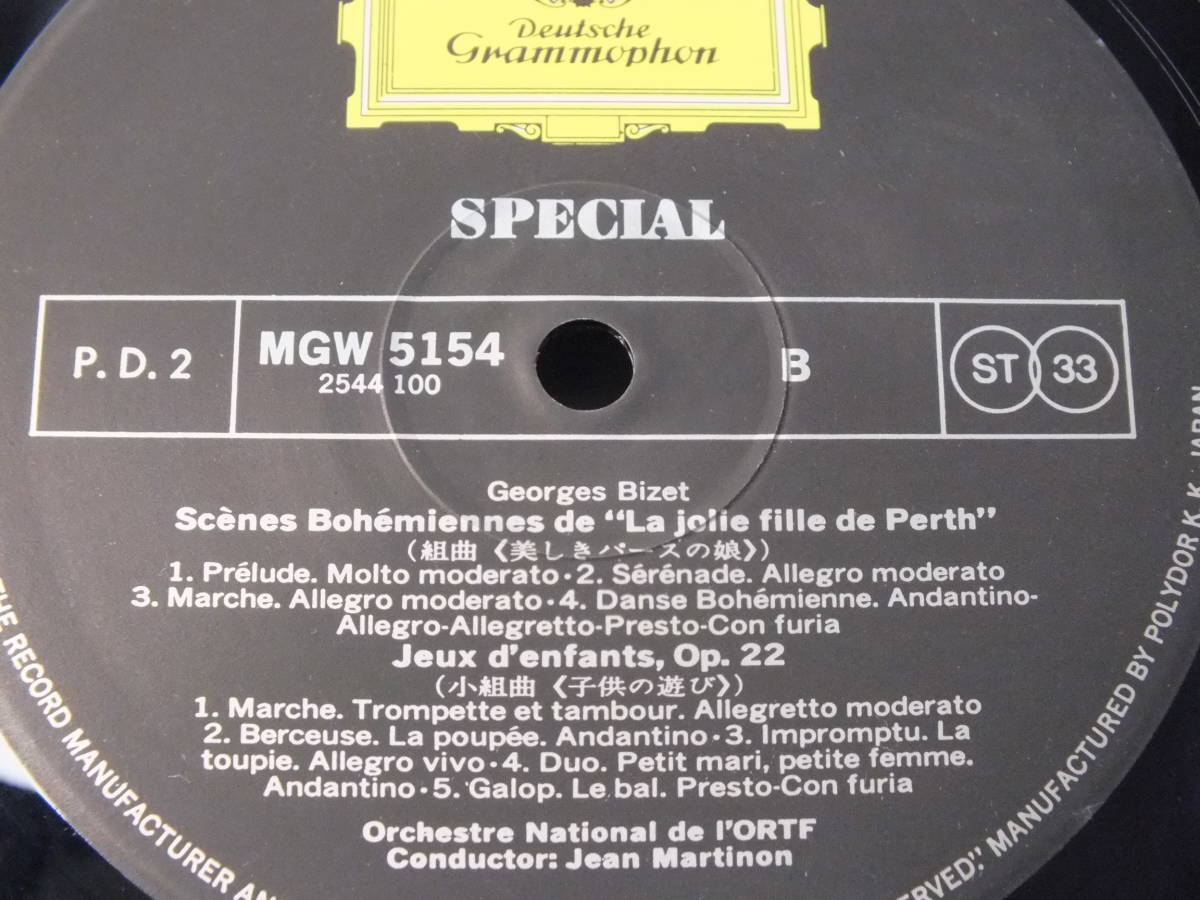 Deutsche
Grammophon
SPECIAL
P. D. 2
MGW 5154
2544 100
B
ST 33
Georges Bizet
Scènes Bohémiennes de “La jolie fille de Perth”
(組曲《美しきパースの娘》)
1. Prélude. Molto moderato · 2. Sérénade. Allegro moderato
3. Marche. Allegro moderato · 4. Danse Bohémienne. Andantino-
Allegro-Allegretto-Presto-Con furia
Jeux d'enfants, Op. 22
(小組曲《子供の遊び》)
1. Marche. Trompette et tambour. Allegretto moderato
2. Berceuse. La poupée. Andantino · 3. Impromptu. La
toupie. Allegro vivo · 4. Duo. Petit mari, petite femme.
Andantino · 5. Galop. Le bal. Presto-Con furia
Orchestre National de l'ORTF
Conductor: Jean Martinon
THE RECORD MANUFACTURER AN
ERVED." MANUFACTURED BY POLYDOR K. K. JAPAN